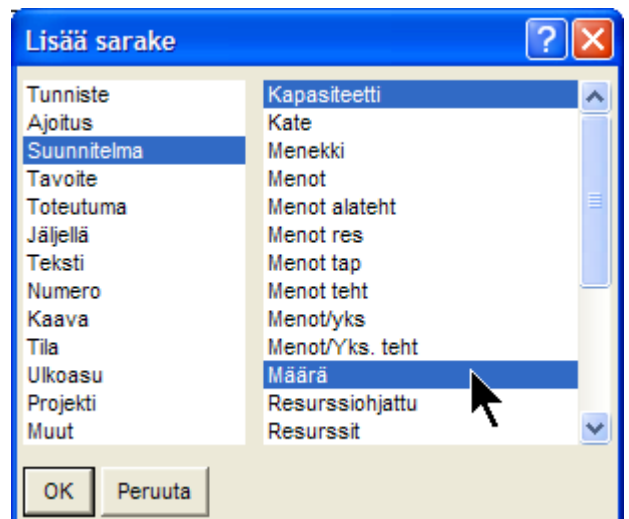 Lisää sarake
Tunniste
Ajoitus
Suunnitelma
Tavoite
Toteutuma
Jäljellä
Teksti
Numero
Kaava
Tila
Ulkoasu
Projekti
Muut
Kapasiteetti
Kate
Menekki
Menot
Menot alateht
Menot res
Menot tap
Menot teht
Menot/yks
Menot/Yks. teht
Määrä
Resurssiohjattu
Resurssit
OK
Peruuta